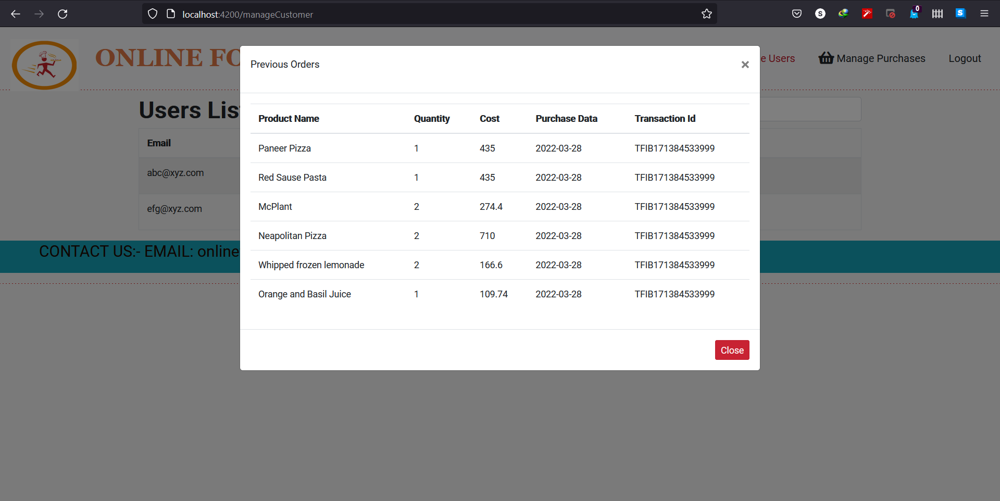 localhost:4200/manageCustomer
S
0
S
ONLINE FO
e Users
Manage Purchases
Logout
Previous Orders
×
Users Lis
Product Name Quantity Cost Purchase Data Transaction Id
Email
Paneer Pizza 1 435 2022-03-28 TFIB171384533999
abc@xyz.com
Red Sause Pasta 1 435 2022-03-28 TFIB171384533999
McPlant 2 274.4 2022-03-28 TFIB171384533999
efg@xyz.com
Neapolitan Pizza 2 710 2022-03-28 TFIB171384533999
CONTACT US:- EMAIL: online
Whipped frozen lemonade 2 166.6 2022-03-28 TFIB171384533999
Orange and Basil Juice 1 109.74 2022-03-28 TFIB171384533999
Close